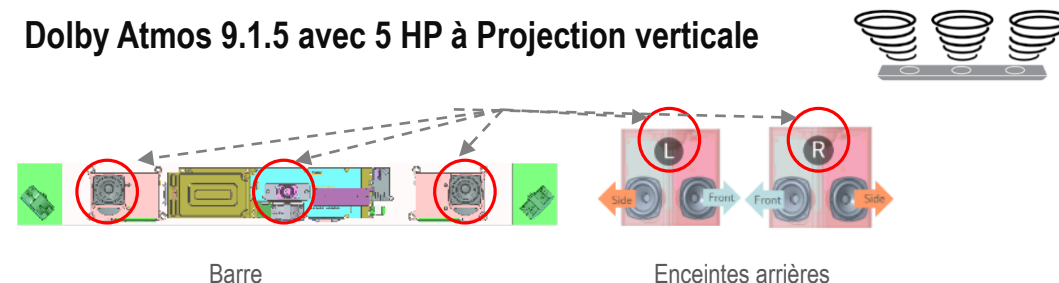 Dolby Atmos 9.1.5 avec 5 HP à Projection verticale
L
R
Side
Front
Front
Side
Barre
Enceintes arrières